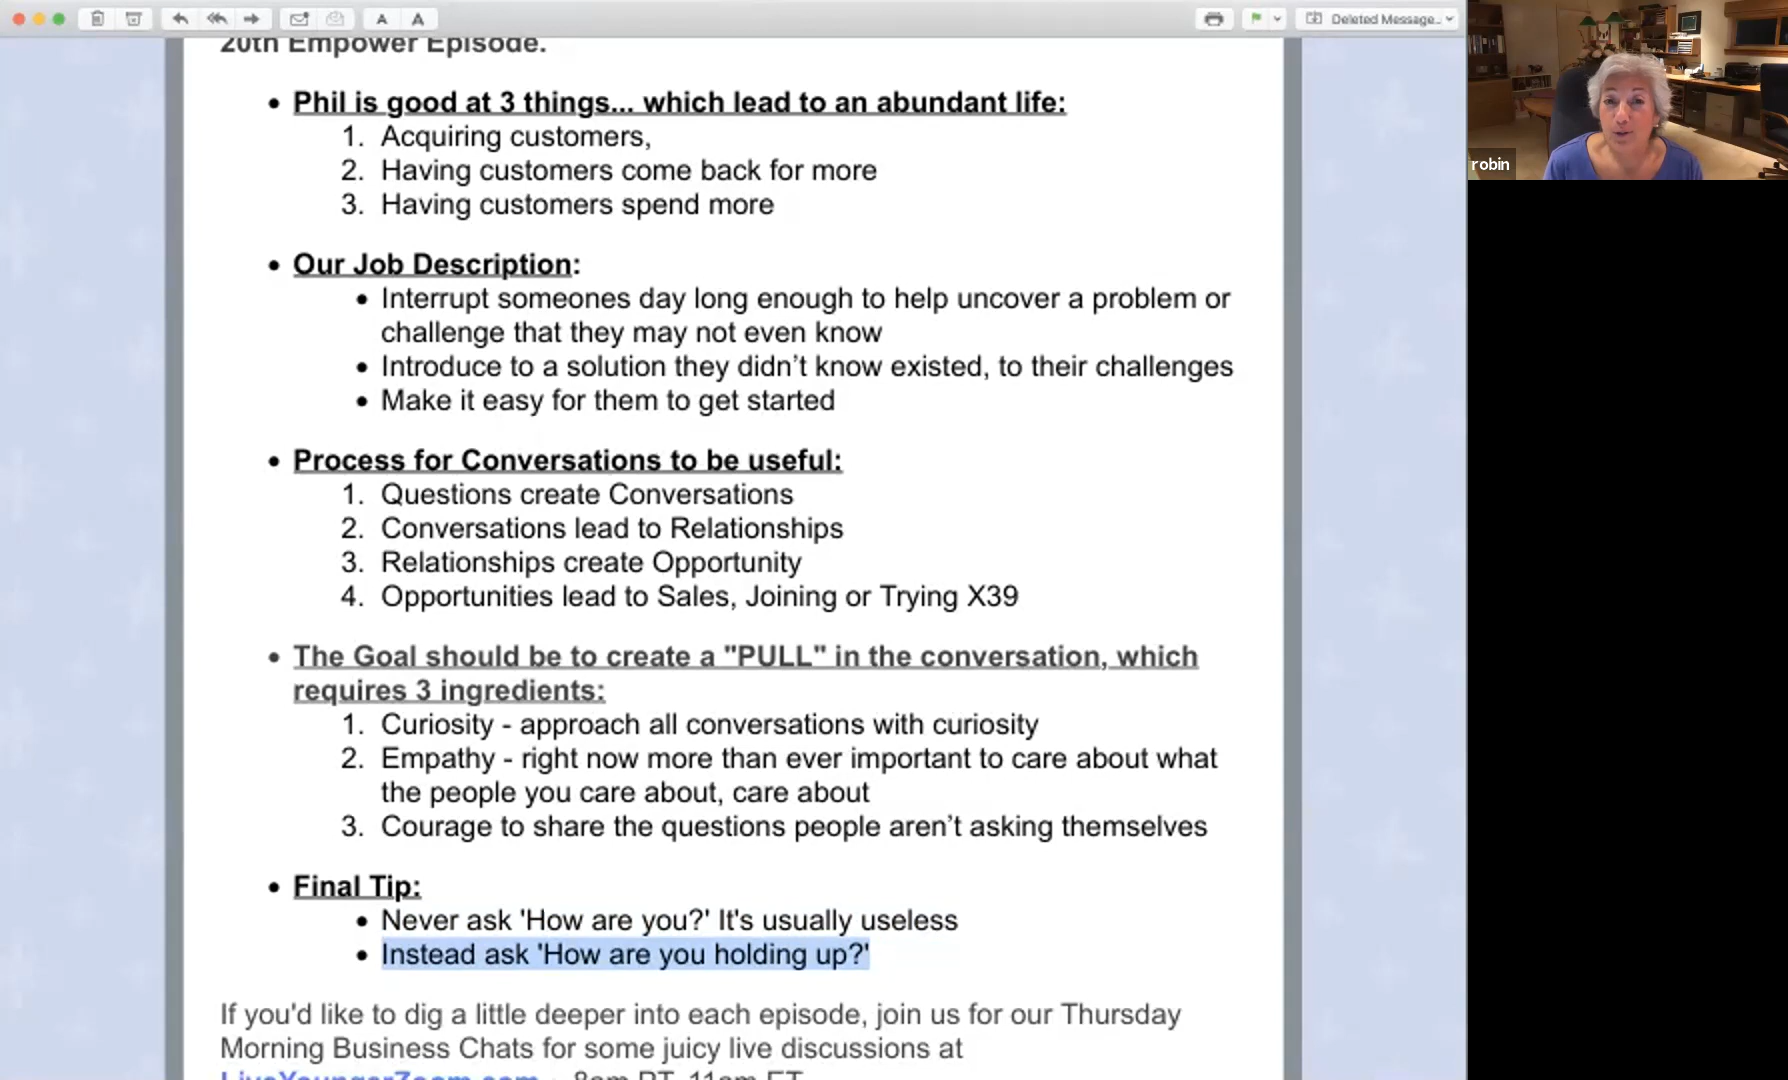 A A
Deleted Message...
20th Empower Episode.
• Phil is good at 3 things... which lead to an abundant life:
1. Acquiring customers,
2. Having customers come back for more
3. Having customers spend more
• Our Job Description:
• Interrupt someones day long enough to help uncover a problem or
challenge that they may not even know
• Introduce to a solution they didn’t know existed, to their challenges
• Make it easy for them to get started
• Process for Conversations to be useful:
1. Questions create Conversations
2. Conversations lead to Relationships
3. Relationships create Opportunity
4. Opportunities lead to Sales, Joining or Trying X39
• The Goal should be to create a "PULL" in the conversation, which
requires 3 ingredients:
1. Curiosity - approach all conversations with curiosity
2. Empathy - right now more than ever important to care about what
the people you care about, care about
3. Courage to share the questions people aren’t asking themselves
• Final Tip:
• Never ask 'How are you?' It's usually useless
• Instead ask 'How are you holding up?'
If you'd like to dig a little deeper into each episode, join us for our Thursday
Morning Business Chats for some juicy live discussions at
LiveYoungerZoom.com - 8am PT, 11am ET
robin